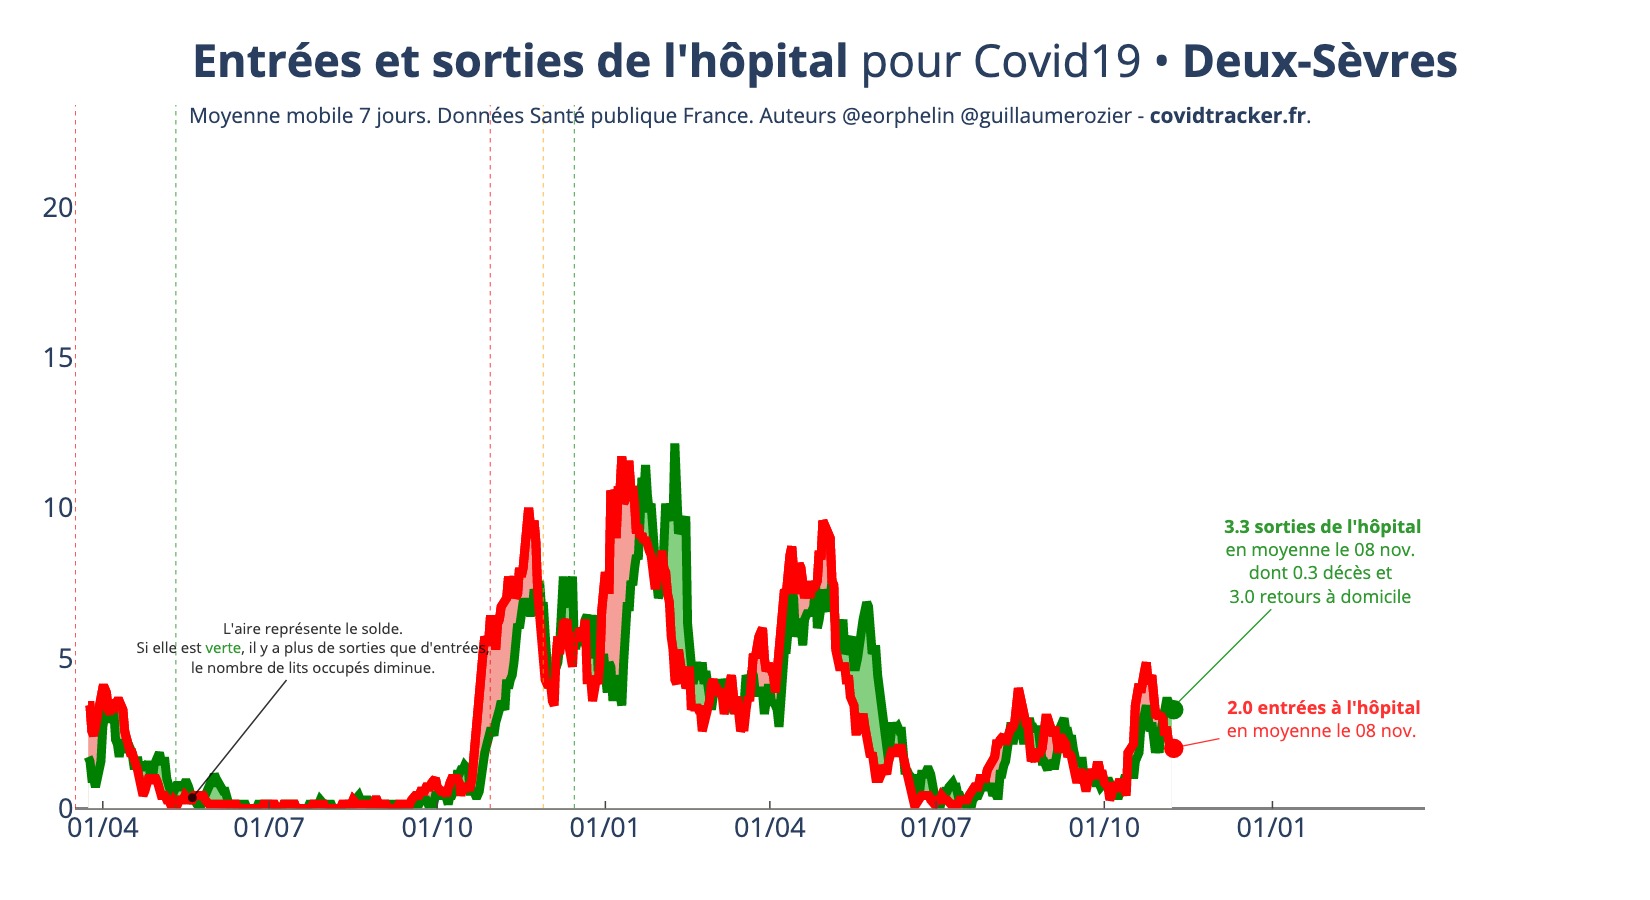 Entrées et sorties de l'hôpital pour Covid19 • Deux-Sèvres
Moyenne mobile 7 jours. Données Santé publique France. Auteurs @eorphelin @guillaumerozier - covidtracker.fr.
20
15
10
5
0
L'aire représente le solde.
Si elle est verte, il y a plus de sorties que d'entrées,
le nombre de lits occupés diminue.
3.3 sorties de l'hôpital
en moyenne le 08 nov.
dont 0.3 décès et
3.0 retours à domicile
2.0 entrées à l'hôpital
en moyenne le 08 nov.
01/04 01/07 01/10 01/01 01/04 01/07 01/10 01/01